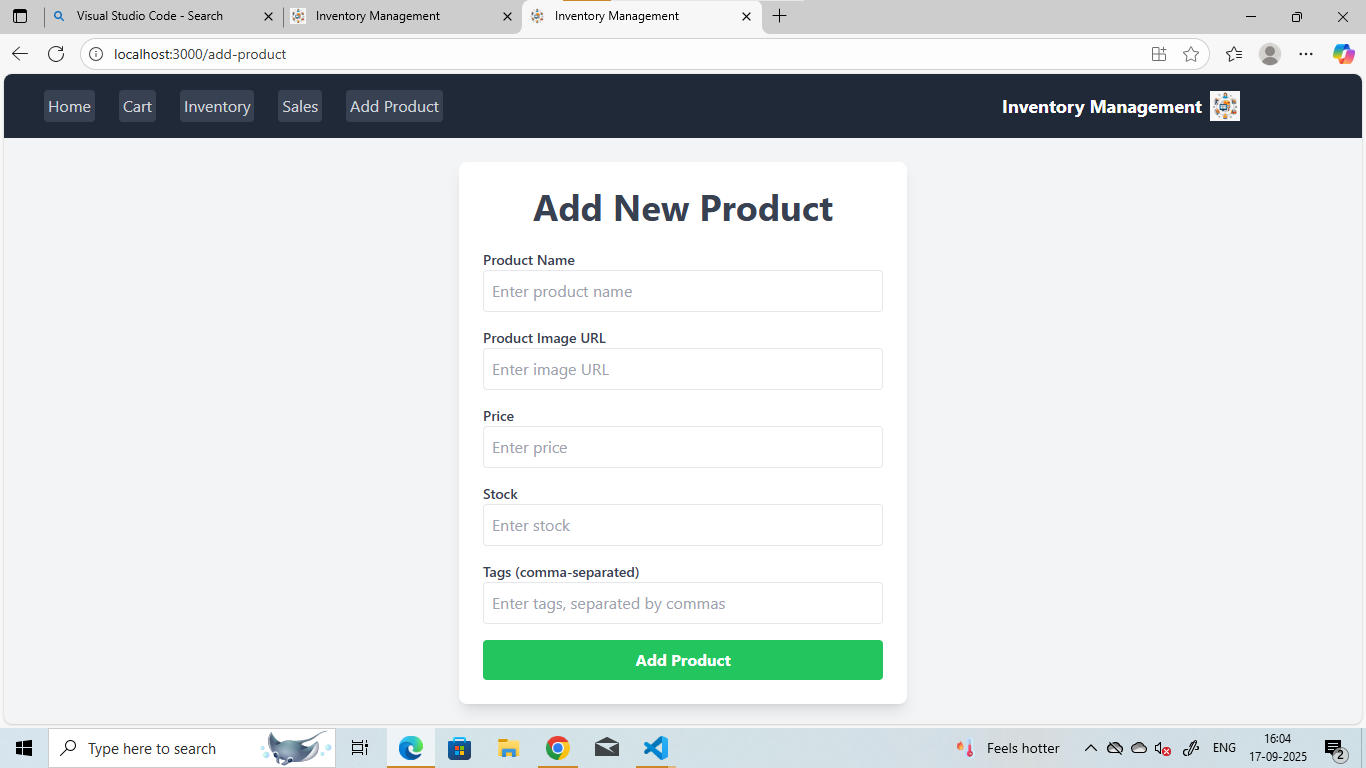 Visual Studio Code - Search
Inventory Management
Inventory Management
localhost:3000/add-product
Home Cart Inventory Sales Add Product Inventory Management
Add New Product
Product Name
Enter product name
Product Image URL
Enter image URL
Price
Enter price
Stock
Enter stock
Tags (comma-separated)
Enter tags, separated by commas
Add Product
Type here to search
Feels hotter
ENG
16:04
17-09-2025
2